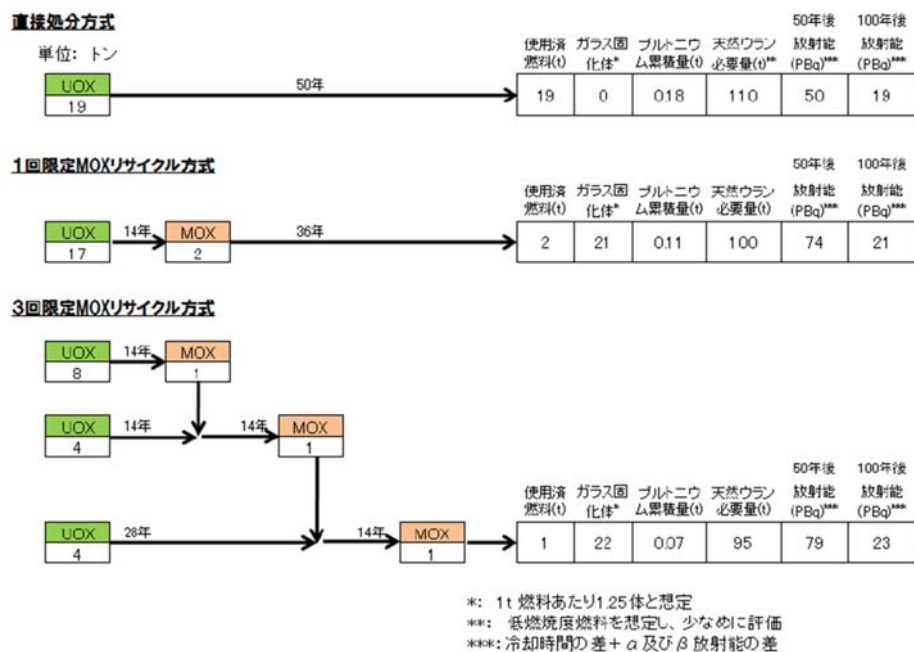 直接処分方式
単位: トン
UOX
19
50年
使用済燃料(t)
ガラス固化体*
プルトニウム累積量(t)
天然ウラン必要量(t)**
50年後放射能(PBq)***
100年後放射能(PBq)***
19 0 0.18 110 50 19
1回限定MOXリサイクル方式
UOX
17
14年
MOX
2
36年
使用済燃料(t)
ガラス固化体*
プルトニウム累積量(t)
天然ウラン必要量(t)
50年後放射能(PBq)***
100年後放射能(PBq)***
2 21 0.11 100 74 21
3回限定MOXリサイクル方式
UOX
8
14年
MOX
1
UOX
4
14年
14年
MOX
1
UOX
4
28年
14年
MOX
1
使用済燃料(t)
ガラス固化体*
プルトニウム累積量(t)
天然ウラン必要量(t)
50年後放射能(PBq)***
100年後放射能(PBq)***
1 22 0.07 95 79 23
*: 1t 燃料あたり1.25体と想定
**: 低燃焼度燃料を想定し、少なめに評価
***:冷却時間の差+α及びβ放射能の差